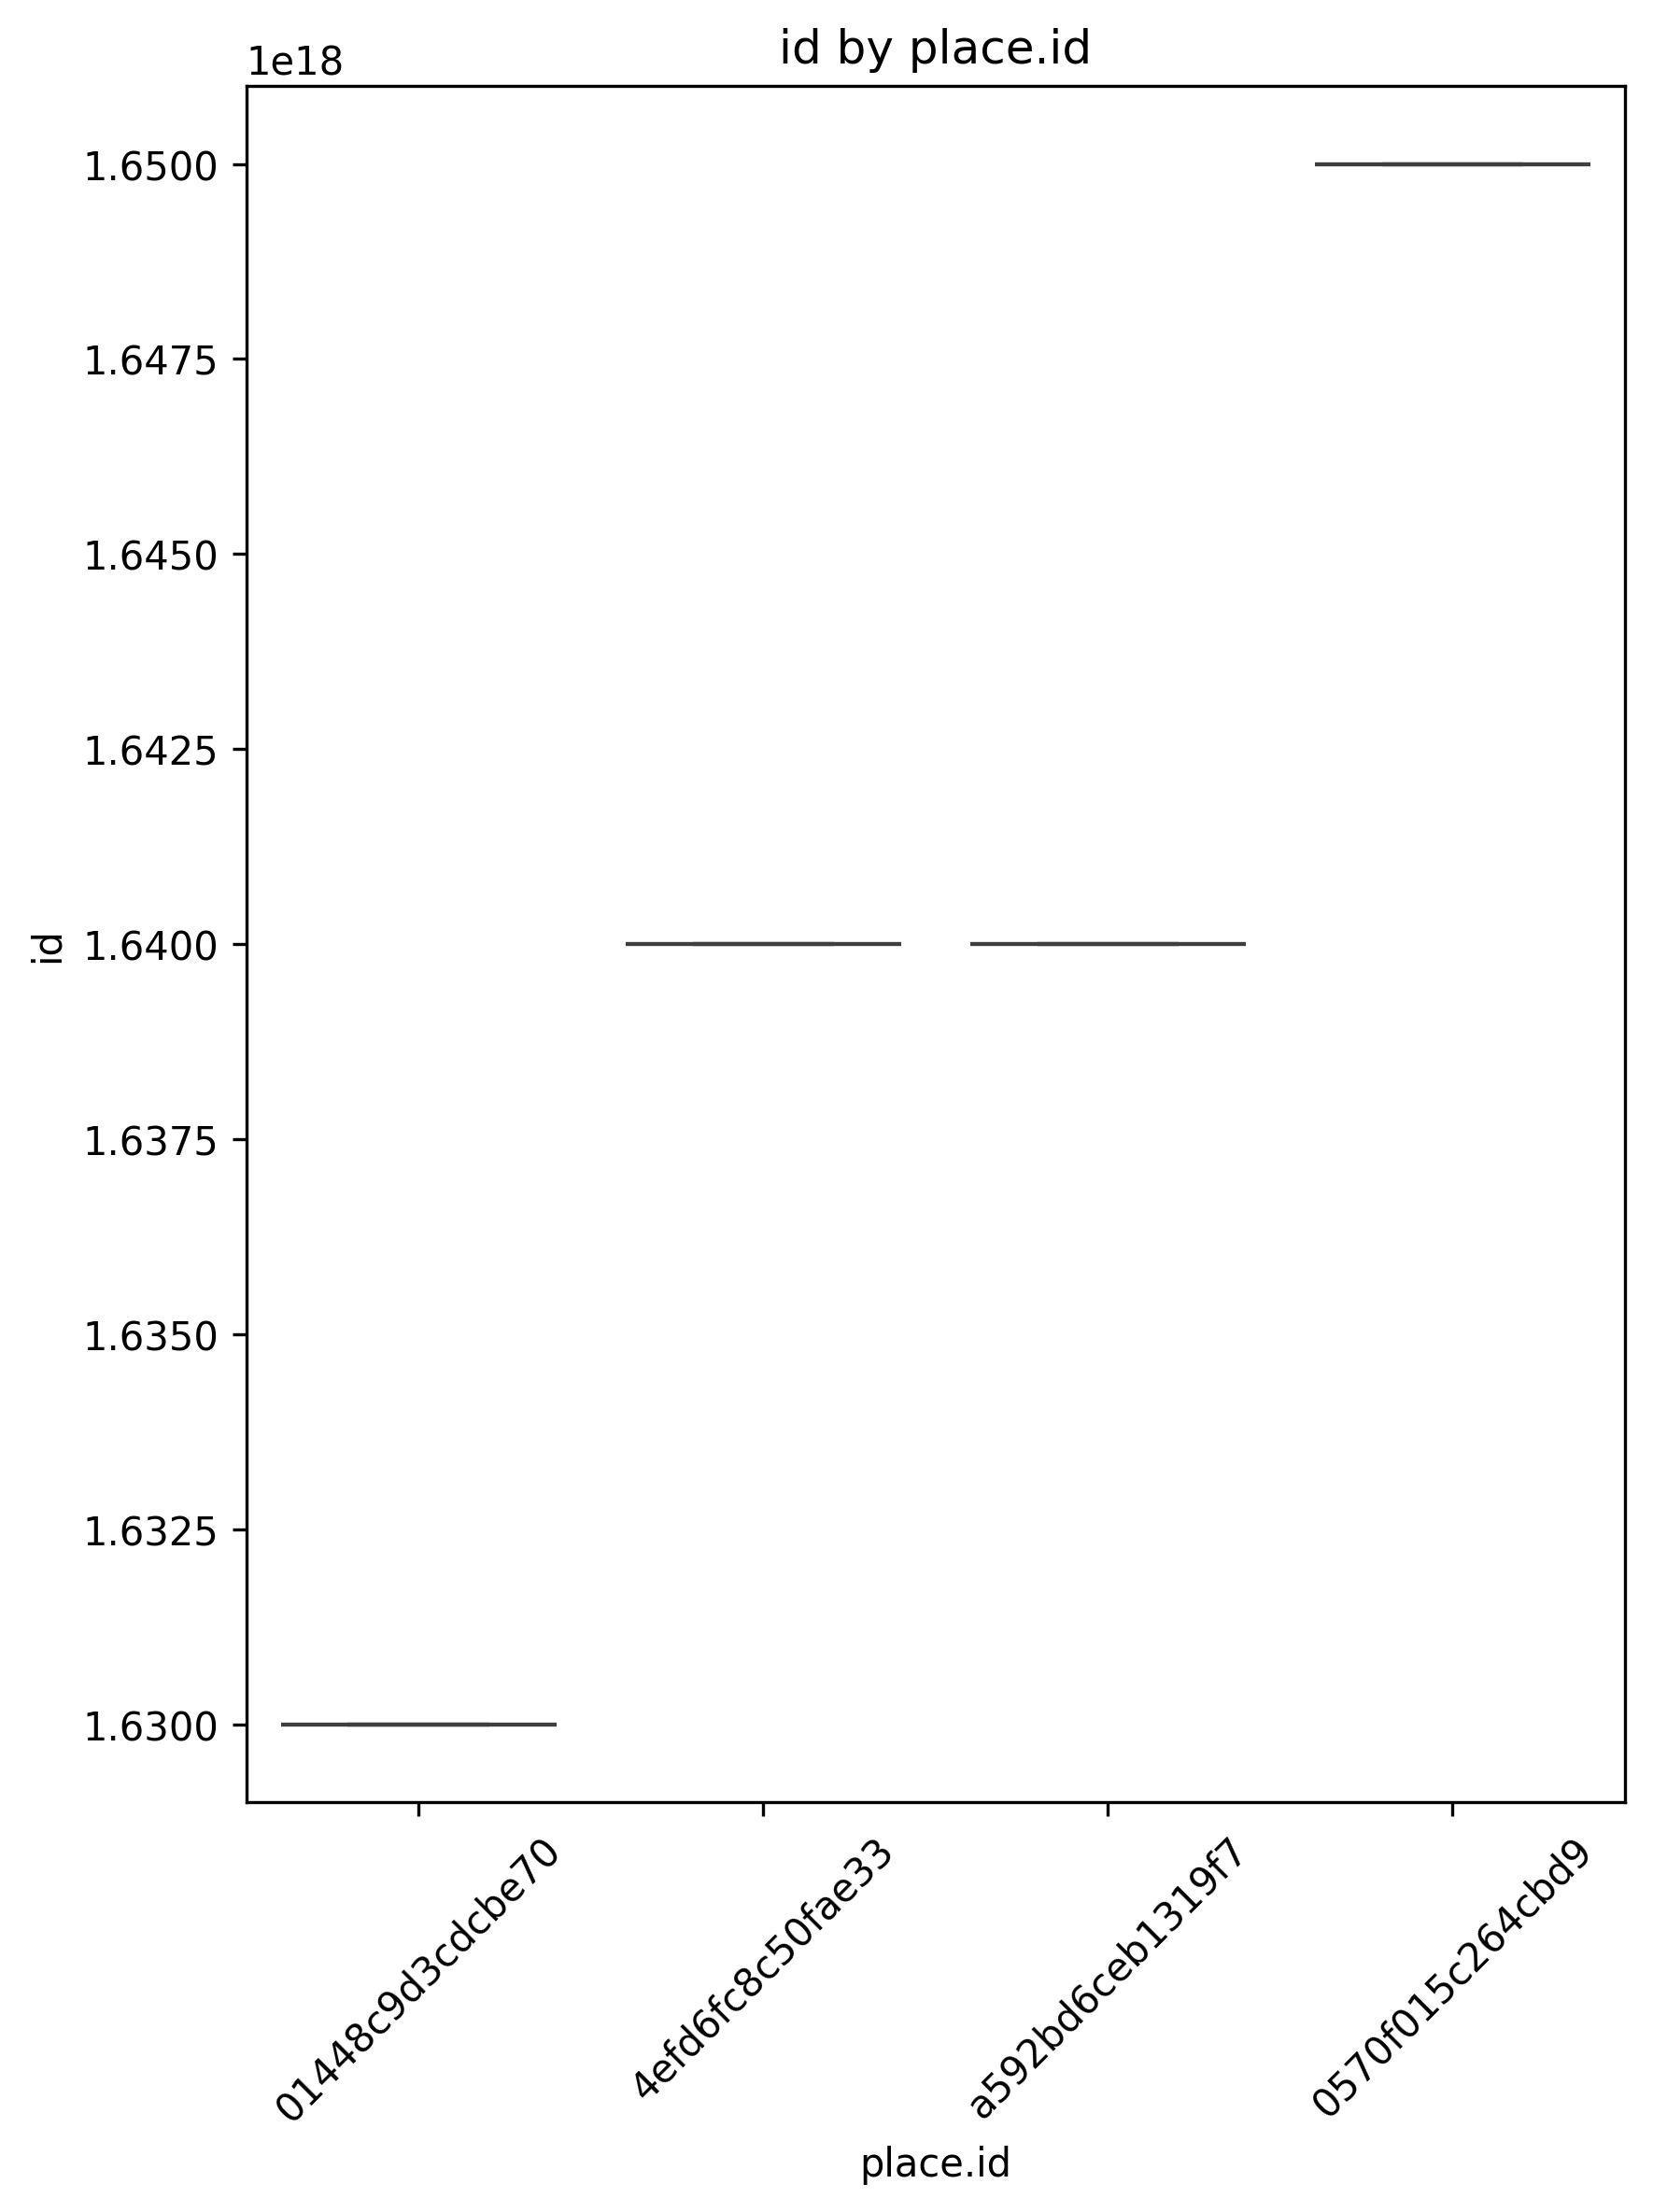 id by place.id
1e18
1.6500
1.6475
1.6450
1.6425
1.6400
1.6375
1.6350
1.6325
1.6300
id
01448c9d3cdcbe70
4efd6fc8c50fae33
a592bd6ceb1319f7
0570f015c264cbd9
place.id